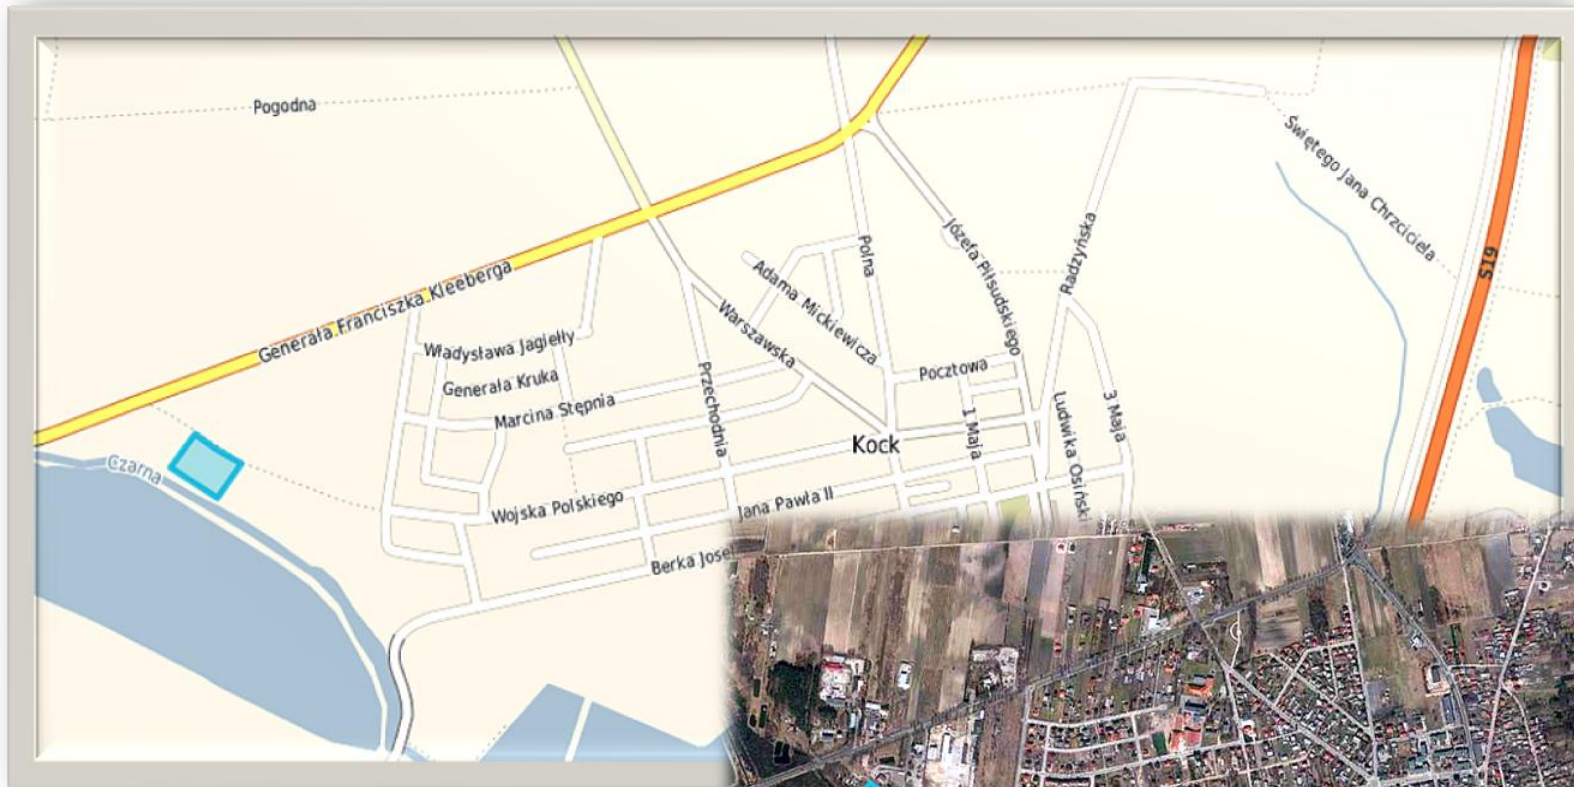 Pogodna
Świętego Jana Chrzciciela
Józefa Piłsudskiego
Radzyńska
Polna
S19
Generała Franciszka Kleeberga
Adama Mickiewicza
Warszawska
Władysława Jagiełły
Generała Kruka
Przechodnia
Pocztowa
Marcina Stępnia
1 Maja
Ludwika Osiński
3 Maja
Kock
Czarna
Wojska Polskiego
Jana Pawła II
Berka Josel